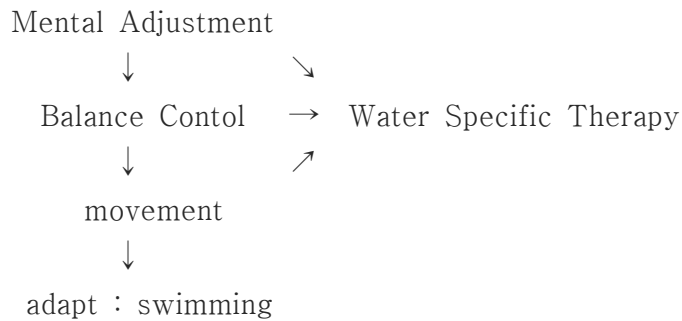 Mental Adjustment
↓ ↘
Balance Contol → Water Specific Therapy
↓ ↗
movement
↓
adapt : swimming